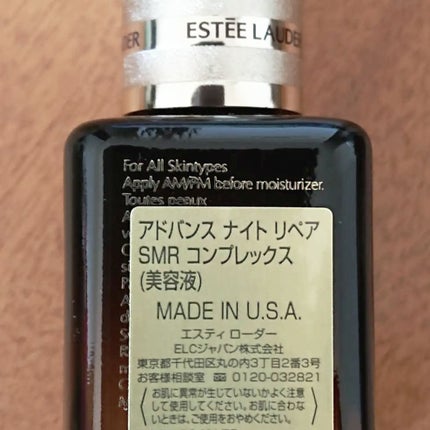 ESTĒE LAUDER
For All Skintypes
Apply AM/PM before moisturizer.
Toutes peaux
アドバンス ナイト リペア
SMR コンプレックス
(美容液)
MADE IN U.S.A.
エスティ ローダー
ELCジャパン株式会社
東京都千代田区丸の内3丁目2番3号
お客様相談室 ☎ 0120-032821
お肌に異常が生じていないかよく注意
して使用してください。お肌に合わな
いときは、ご使用をおやめください。